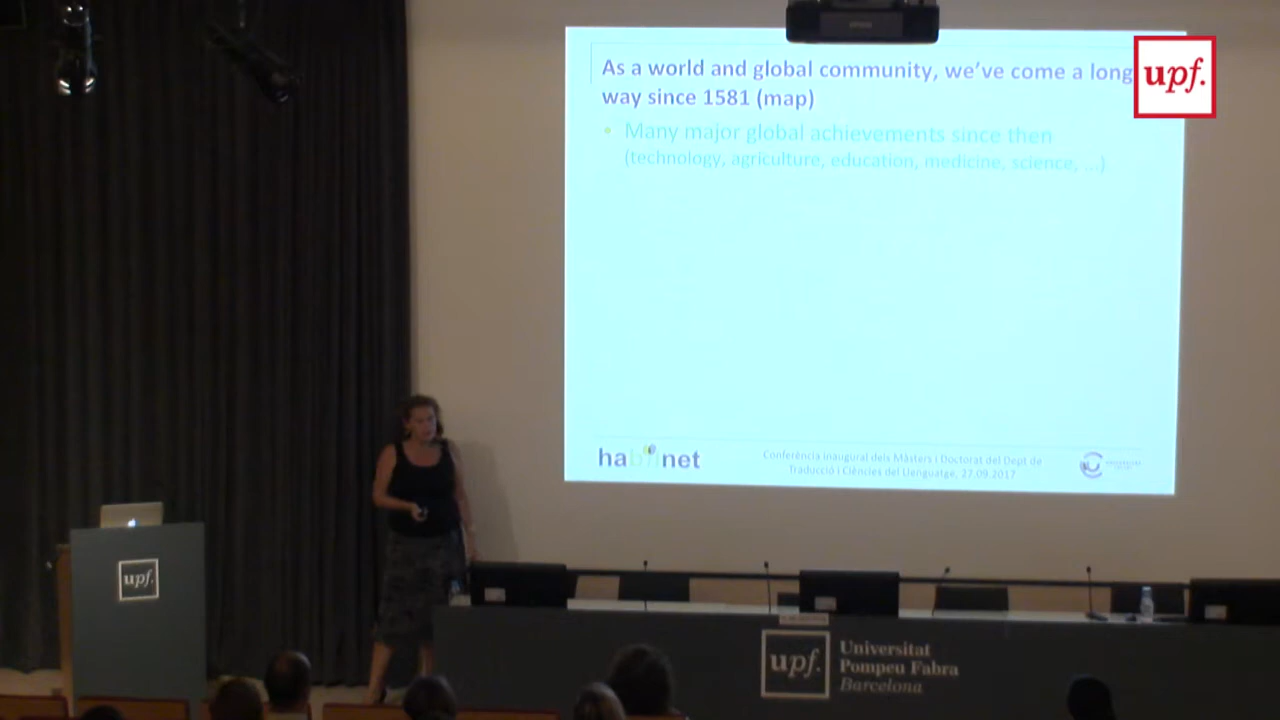 As a world and global community, we've come a long
way since 1581 (map)
• Many major global achievements since then
(technology, agriculture, education, medicine, science, ...)
habitnet
Conferència Inaugural dels Màsters i Doctorat del Dept de
Traducció i Ciències del Llenguatge, 27.09.2017
upf.
upf.
upf.
Universitat
Pompeu Fabra
Barcelona